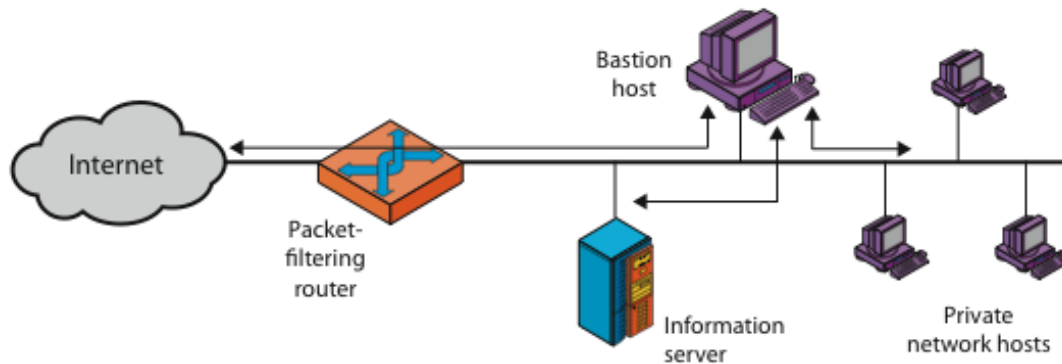 Bastion
host
Internet
Packet-
filtering
router
Information
server
Private
network hosts